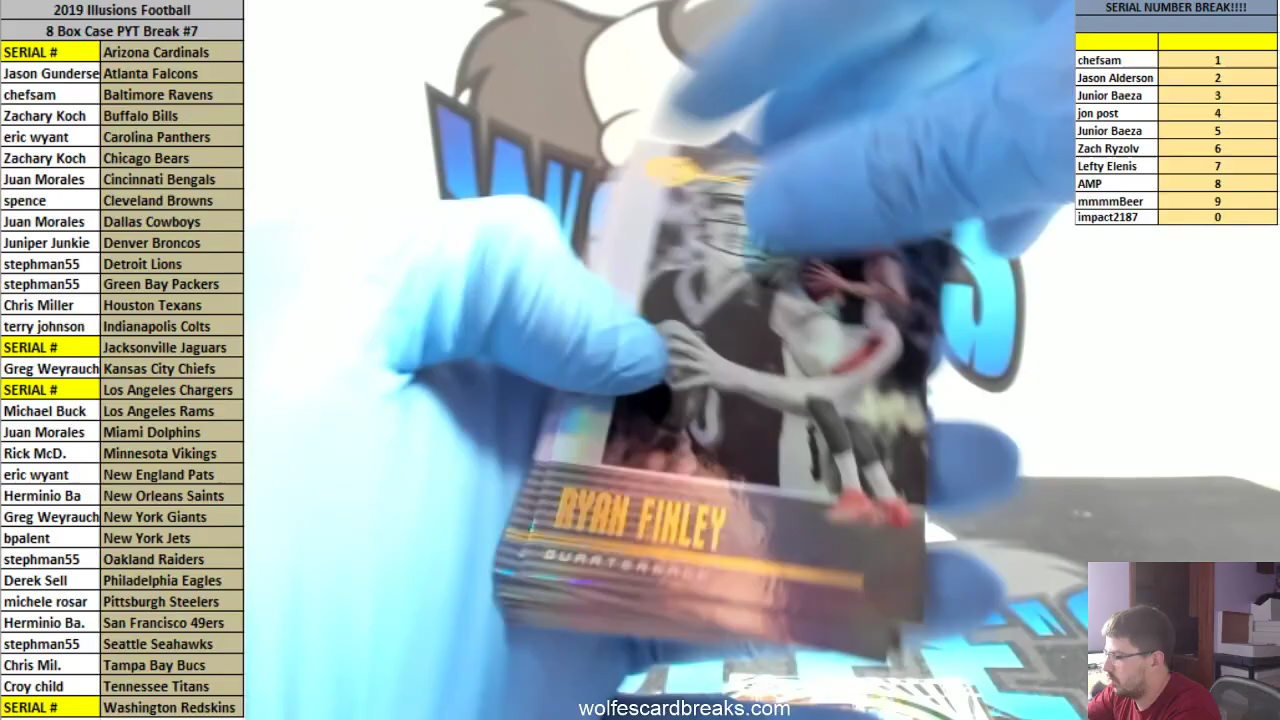 2019 Illusions Football
8 Box Case PYT Break #7
SERIAL # Arizona Cardinals
Jason Gunderse Atlanta Falcons
chefsam Baltimore Ravens
Zachary Koch Buffalo Bills
eric wyant Carolina Panthers
Zachary Koch Chicago Bears
Juan Morales Cincinnati Bengals
spence Cleveland Browns
Juan Morales Dallas Cowboys
Juniper Junkie Denver Broncos
stephman55 Detroit Lions
stephman55 Green Bay Packers
Chris Miller Houston Texans
terry johnson Indianapolis Colts
SERIAL # Jacksonville Jaguars
Greg Weyrauch Kansas City Chiefs
SERIAL # Los Angeles Chargers
Michael Buck Los Angeles Rams
Juan Morales Miami Dolphins
Rick McD. Minnesota Vikings
eric wyant New England Pats
Herminio Ba New Orleans Saints
Greg Weyrauch New York Giants
bpalent New York Jets
stephman55 Oakland Raiders
Derek Sell Philadelphia Eagles
michele rosar Pittsburgh Steelers
Herminio Ba. San Francisco 49ers
stephman55 Seattle Seahawks
Chris Mil. Tampa Bay Bucs
Croy child Tennessee Titans
SERIAL # Washington Redskins
RYAN FINLEY
QUARTERBACK
wolfescardbreaks.com
SERIAL NUMBER BREAK!!!!
chefsam 1
Jason Alderson 2
Junior Baeza 3
jon post 4
Junior Baeza 5
Zach Ryzolv 6
Lefty Elenis 7
AMP 8
mmmmBeer 9
impact2187 0